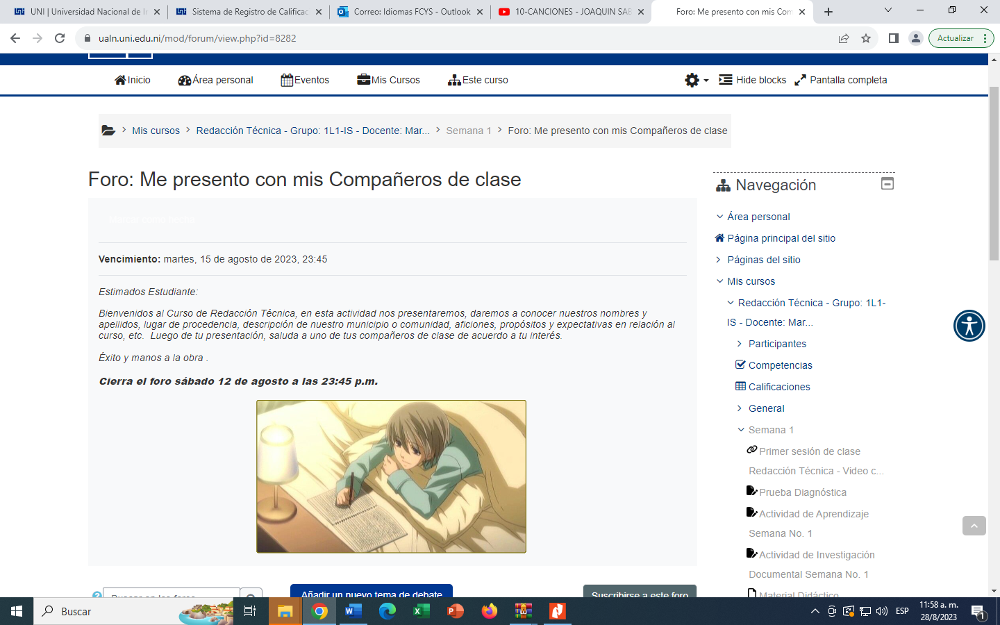 UNI | Universidad Nacional de In
Sistema de Registro de Calificac
Correo: Idiomas FCYS - Outlook
10-CANCIONES - JOAQUIN SAB
Foro: Me presento con mis Com
ualn.uni.edu.ni/mod/forum/view.php?id=8282
Actualizar
Inicio
Área personal
Eventos
Mis Cursos
Este curso
Hide blocks
Pantalla completa
Mis cursos
Redacción Técnica - Grupo: 1L1-IS - Docente: Mar...
Semana 1
Foro: Me presento con mis Compañeros de clase
Foro: Me presento con mis Compañeros de clase
Vencimiento: martes, 15 de agosto de 2023, 23:45
Estimados Estudiante:
Bienvenidos al Curso de Redacción Técnica, en esta actividad nos presentaremos, daremos a conocer nuestros nombres y
apellidos, lugar de procedencia, descripción de nuestro municipio o comunidad, aficiones, propósitos y expectativas en relación al
curso, etc.  Luego de tu presentación, saluda a uno de tus compañeros de clase de acuerdo a tu interés.
Éxito y manos a la obra .
Cierra el foro sábado 12 de agosto a las 23:45 p.m.
Buscar en los foros
Añadir un nuevo tema de debate
Suscribirse a este foro
Navegación
Área personal
Página principal del sitio
Páginas del sitio
Mis cursos
Redacción Técnica - Grupo: 1L1-
IS - Docente: Mar...
Participantes
Competencias
Calificaciones
General
Semana 1
Primer sesión de clase
Redacción Técnica - Video c...
Prueba Diagnóstica
Actividad de Aprendizaje
Semana No. 1
Actividad de Investigación
Documental Semana No. 1
Material Didáctico
Buscar
ESP
11:58 a. m.
28/8/2023
1